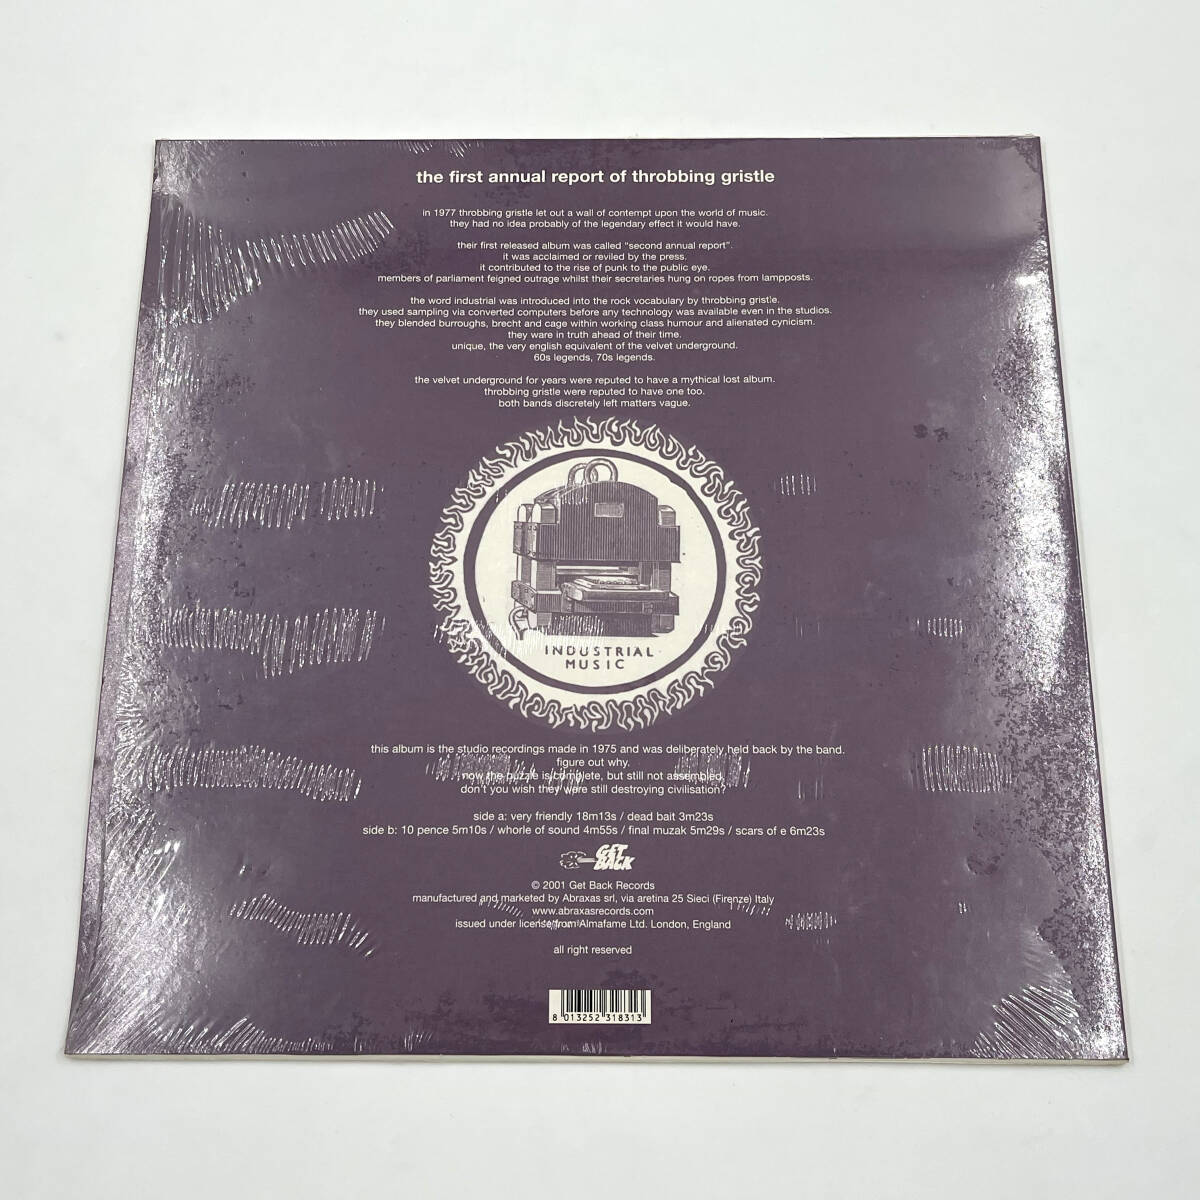 the first annual report of throbbing gristle
in 1977 throbbing gristle let out a wall of contempt upon the world of music.
they had no idea probably of the legendary effect it would have.
their first released album was called "second annual report".
it was acclaimed or reviled by the press.
it contributed to the rise of punk to the public eye.
members of parliament feigned outrage whilst their secretaries hung on ropes from lampposts.
the word industrial was introduced into the rock vocabulary by throbbing gristle.
they used sampling via converted computers before any technology was available even in the studios.
they blended burroughs, brecht and cage within working class humour and alienated cynicism.
they ware in truth ahead of their time.
unique, the very english equivalent of the velvet underground.
60s legends, 70s legends.
the velvet underground for years were reputed to have a mythical lost album.
throbbing gristle were reputed to have one too.
both bands discretely left matters vague.
INDUSTRIAL
MUSIC
this album is the studio recordings made in 1975 and was deliberately held back by the band.
figure out why.
now the puzzle is complete, but still not assembled.
don't you wish they were still destroying civilisation?
side a: very friendly 18m13s / dead bait 3m23s
side b: 10 pence 5m10s / whorle of sound 4m55s / final muzak 5m29s / scars of e 6m23s
GET
BACK
© 2001 Get Back Records
manufactured and marketed by Abraxas srl, via aretina 25 Sieci (Firenze) Italy
www.abraxasrecords.com
issued under license from Almafame Ltd. London, England
all right reserved
8 013252 318313